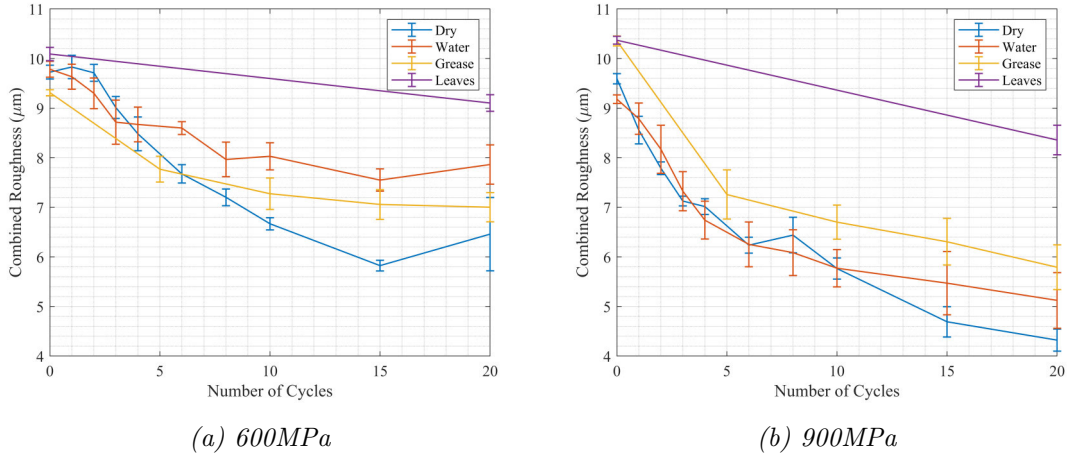 11
10
9
8
7
6
5
4
Combined Roughness (μm)
0
5
10
15
20
Number of Cycles
Dry
Water
Grease
Leaves
(a) 600MPa
11
10
9
8
7
6
5
4
Combined Roughness (μm)
0
5
10
15
20
Number of Cycles
Dry
Water
Grease
Leaves
(b) 900MPa